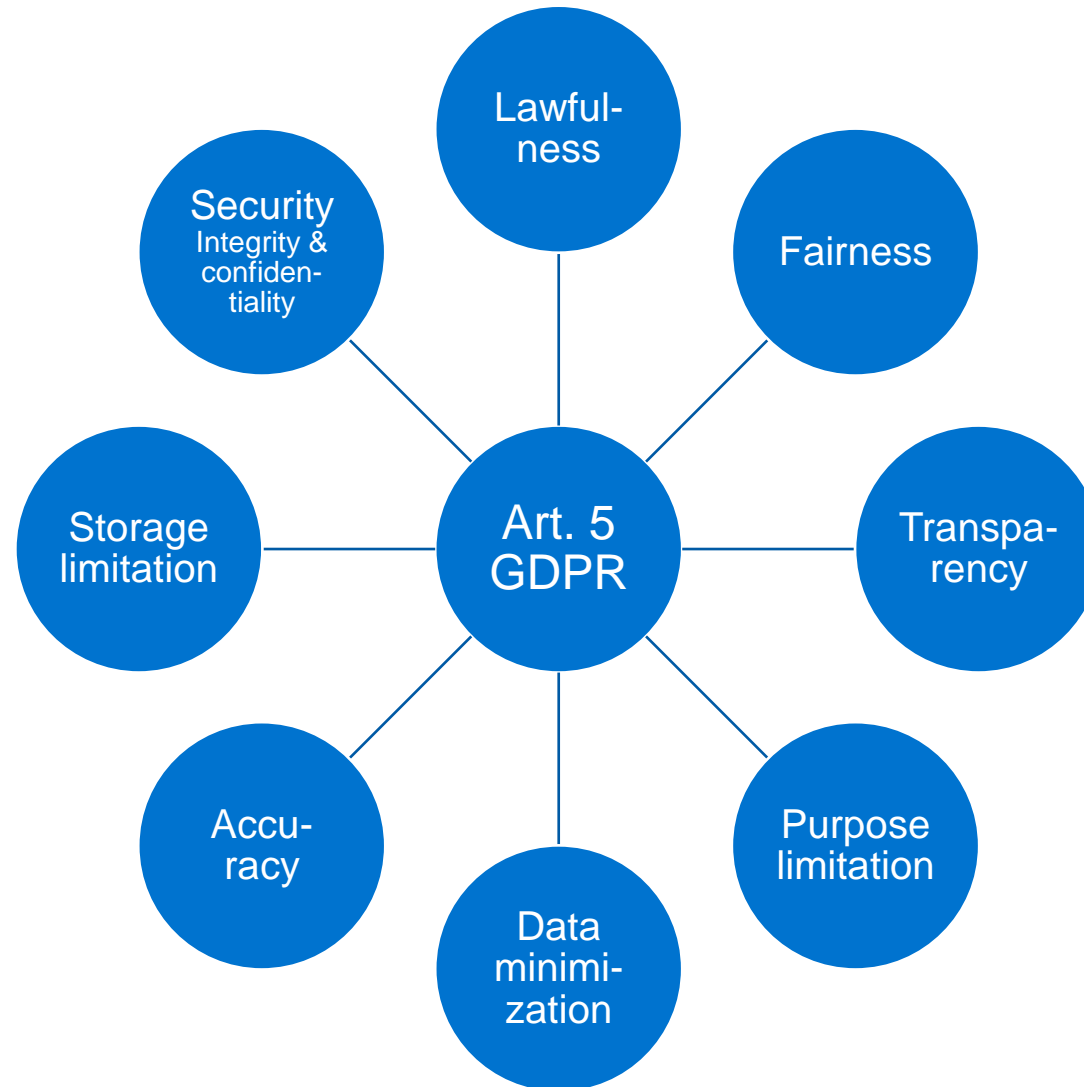 Lawful-
ness
Fairness
Transpa-
rency
Purpose
limitation
Data
minimi-
zation
Accu-
racy
Storage
limitation
Security
Integrity &
confiden-
tiality
Art. 5
GDPR